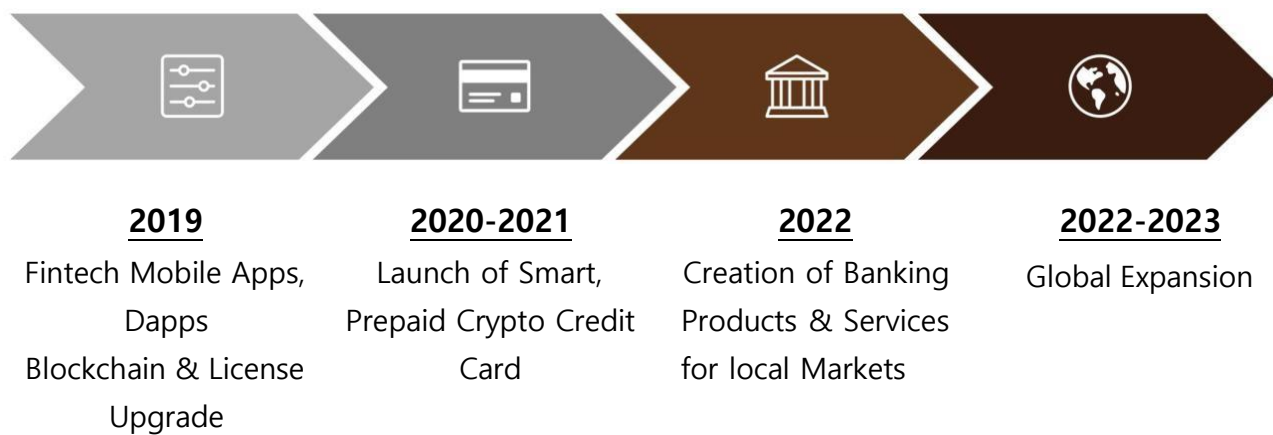 2019
Fintech Mobile Apps,
Dapps
Blockchain & License
Upgrade
2020-2021
Launch of Smart,
Prepaid Crypto Credit
Card
2022
Creation of Banking
Products & Services
for local Markets
2022-2023
Global Expansion